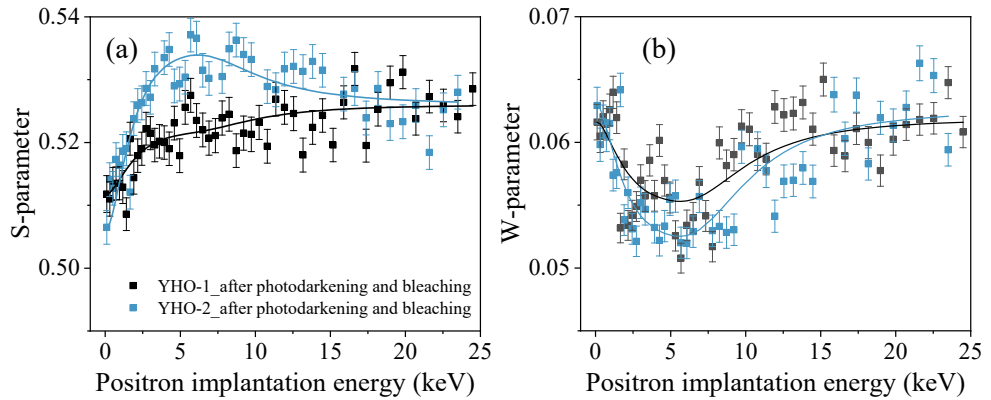 (a)
S-parameter
0.54
0.52
0.50
YHO-1_after photodarkening and bleaching
YHO-2_after photodarkening and bleaching
0 5 10 15 20 25
Positron implantation energy (keV)
(b)
W-parameter
0.07
0.06
0.05
0 5 10 15 20 25
Positron implantation energy (keV)